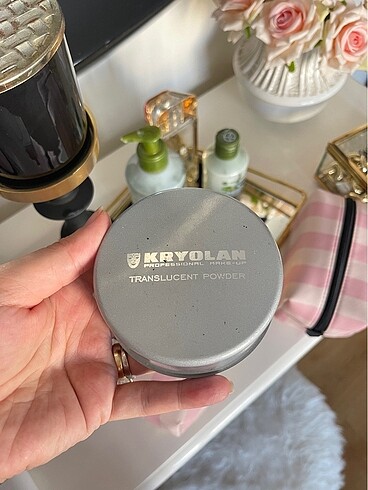 KRYOLAN
PROFESSIONAL MAKE-UP
TRANSLUCENT POWDER